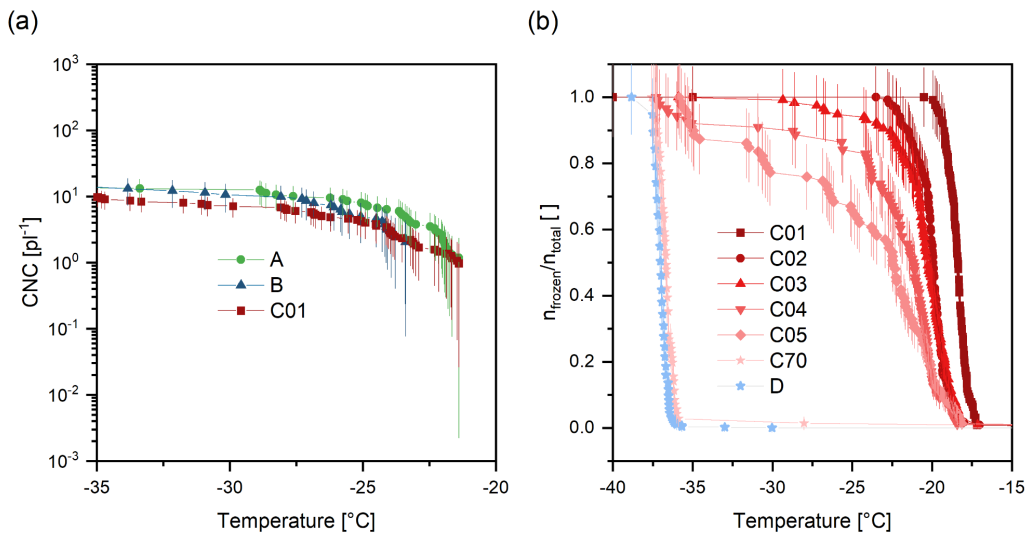 (a)
CNC [pl⁻¹]
10³
10²
10¹
10⁰
10⁻¹
10⁻²
10⁻³
A
B
C01
-35
-30
-25
-20
Temperature [°C]
(b)
n_frozen/n_total [ ]
1.0
0.8
0.6
0.4
0.2
0.0
C01
C02
C03
C04
C05
C70
D
-40
-35
-30
-25
-20
-15
Temperature [°C]